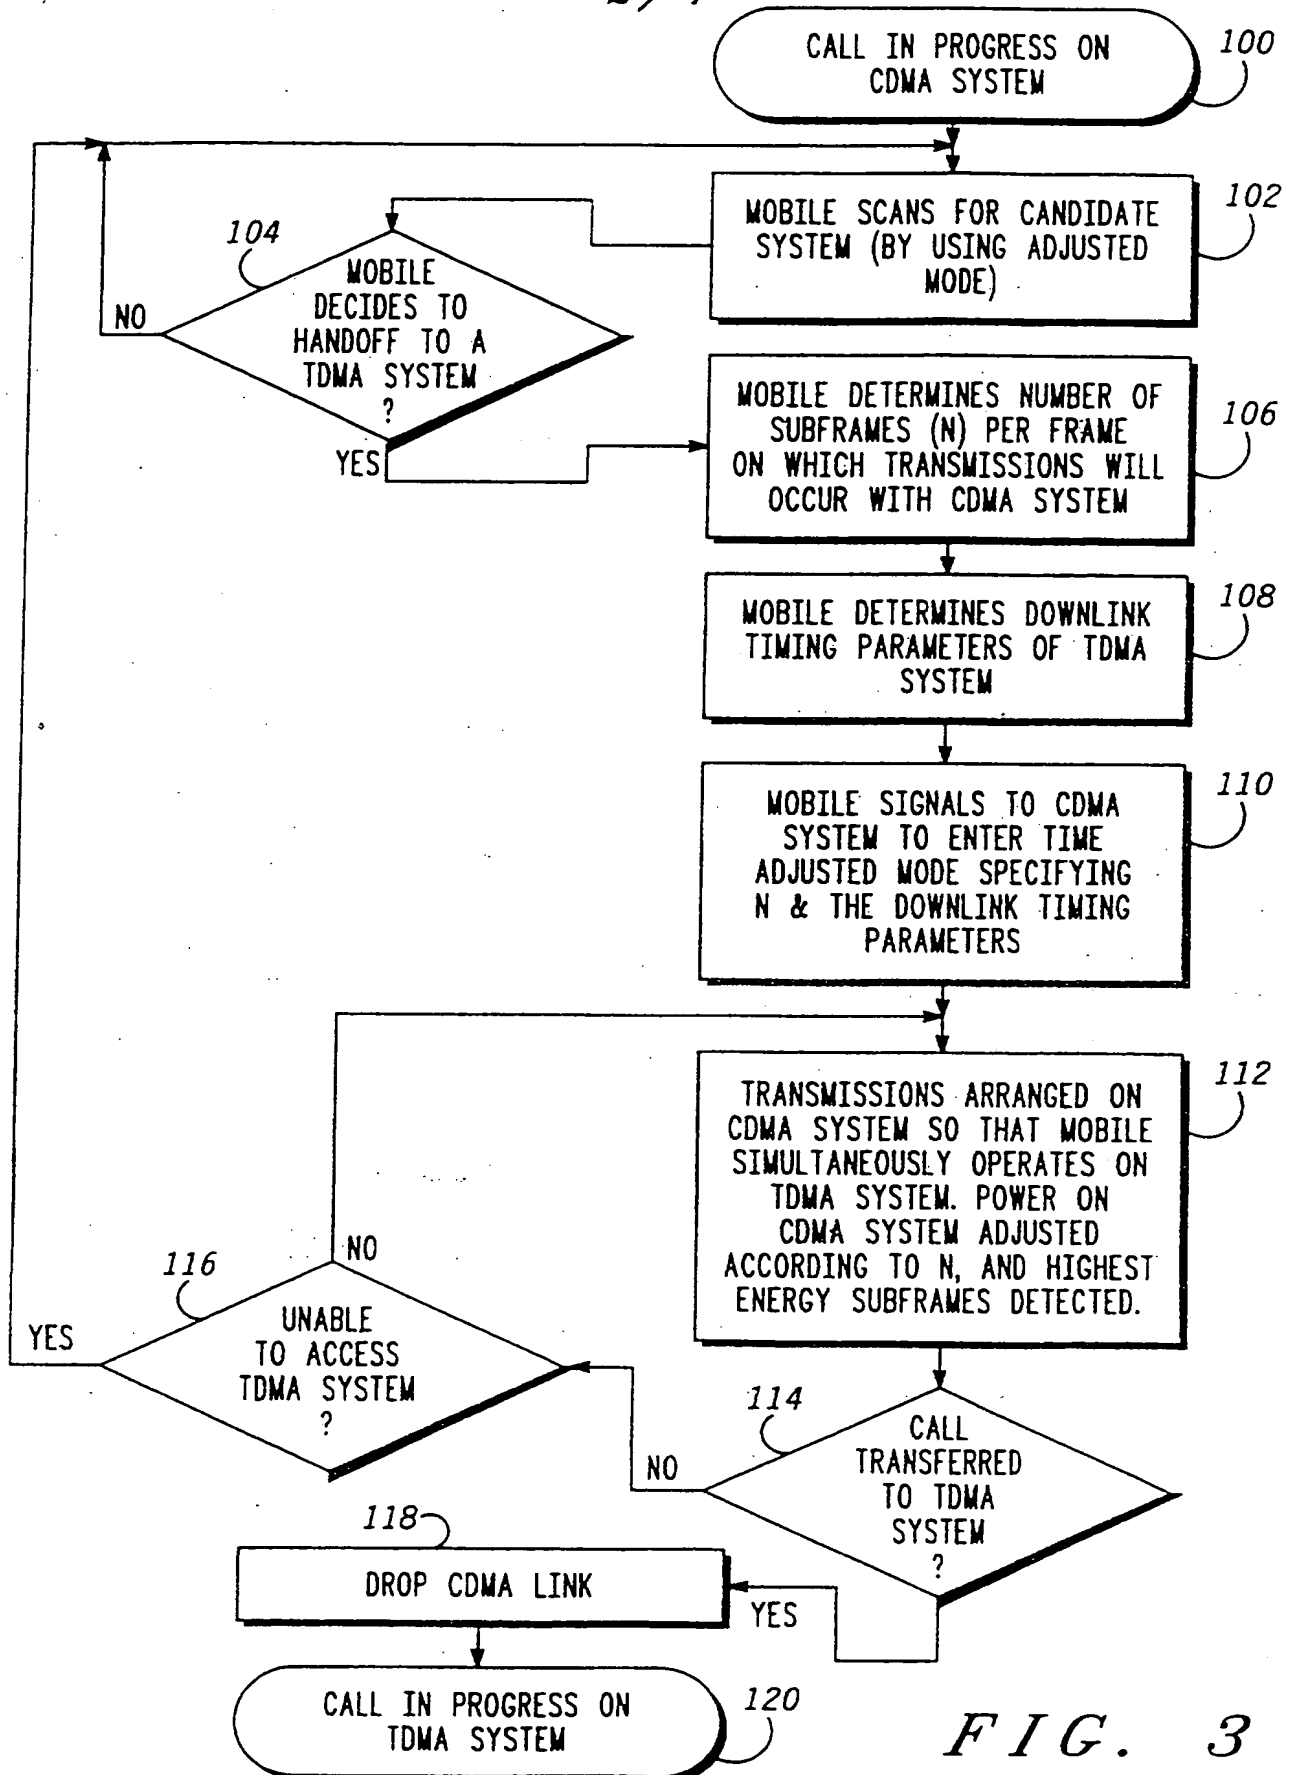 CALL IN PROGRESS ON
CDMA SYSTEM
100
MOBILE SCANS FOR CANDIDATE
SYSTEM (BY USING ADJUSTED
MODE)
102
104
MOBILE
DECIDES TO
HANDOFF TO A
TDMA SYSTEM
?
NO
YES
MOBILE DETERMINES NUMBER OF
SUBFRAMES (N) PER FRAME
ON WHICH TRANSMISSIONS WILL
OCCUR WITH CDMA SYSTEM
106
MOBILE DETERMINES DOWNLINK
TIMING PARAMETERS OF TDMA
SYSTEM
108
MOBILE SIGNALS TO CDMA
SYSTEM TO ENTER TIME
ADJUSTED MODE SPECIFYING
N & THE DOWNLINK TIMING
PARAMETERS
110
TRANSMISSIONS ARRANGED ON
CDMA SYSTEM SO THAT MOBILE
SIMULTANEOUSLY OPERATES ON
TDMA SYSTEM. POWER ON
CDMA SYSTEM ADJUSTED
ACCORDING TO N, AND HIGHEST
ENERGY SUBFRAMES DETECTED.
112
114
CALL
TRANSFERRED
TO TDMA
SYSTEM
?
NO
YES
116
UNABLE
TO ACCESS
TDMA SYSTEM
?
NO
YES
118
DROP CDMA LINK
CALL IN PROGRESS ON
TDMA SYSTEM
120
FIG. 3